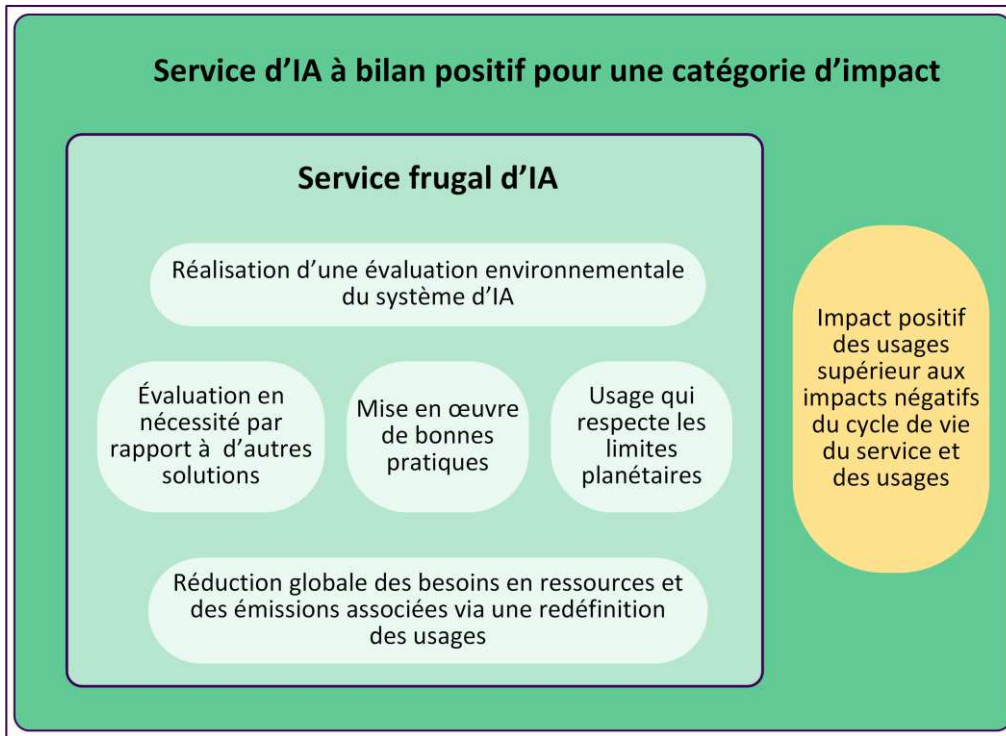 Service d’IA à bilan positif pour une catégorie d’impact
Service frugal d’IA
Réalisation d’une évaluation environnementale
du système d’IA
Évaluation en
nécessité par
rapport à d’autres
solutions
Mise en œuvre
de bonnes
pratiques
Usage qui
respecte les
limites
planétaires
Réduction globale des besoins en ressources et
des émissions associées via une redéfinition
des usages
Impact positif
des usages
supérieur aux
impacts négatifs
du cycle de vie
du service et
des usages